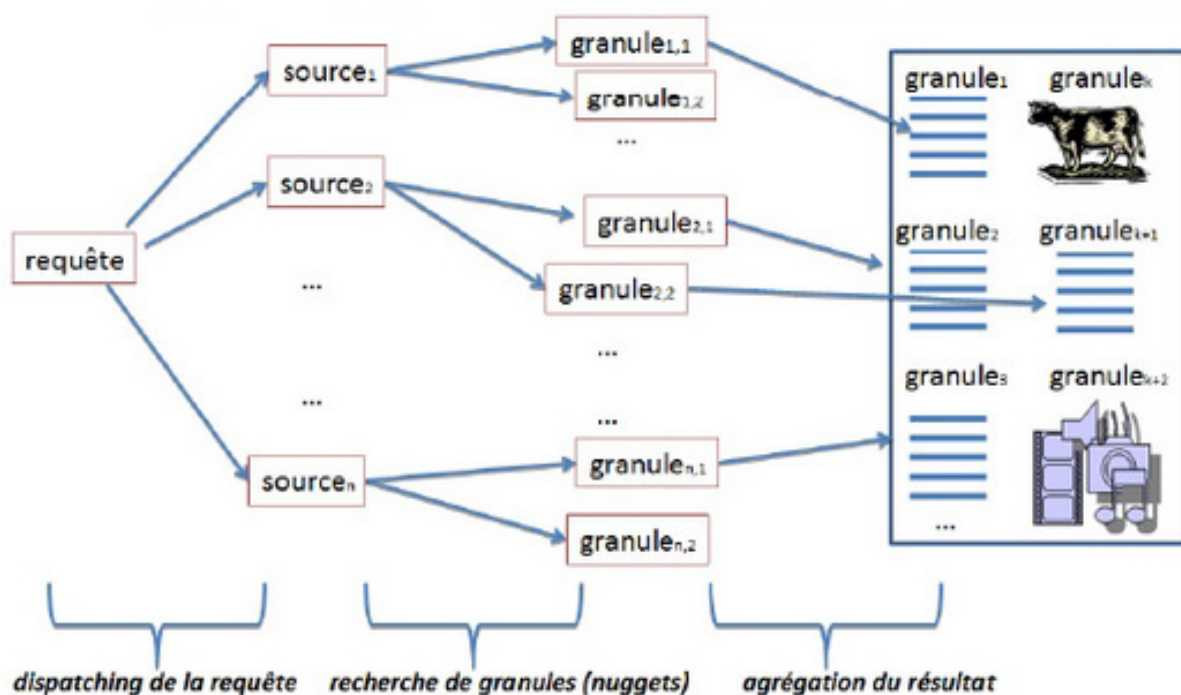 requête
source1
source2
...
...
sourcen
granule1,1
granule1,2
...
granule2,1
granule2,2
...
...
granulen,1
granulen,2
granule1
granulek
granule2
granulek+1
granule3
granulek+2
...
dispatching de la requête
recherche de granules (nuggets)
agrégation du résultat